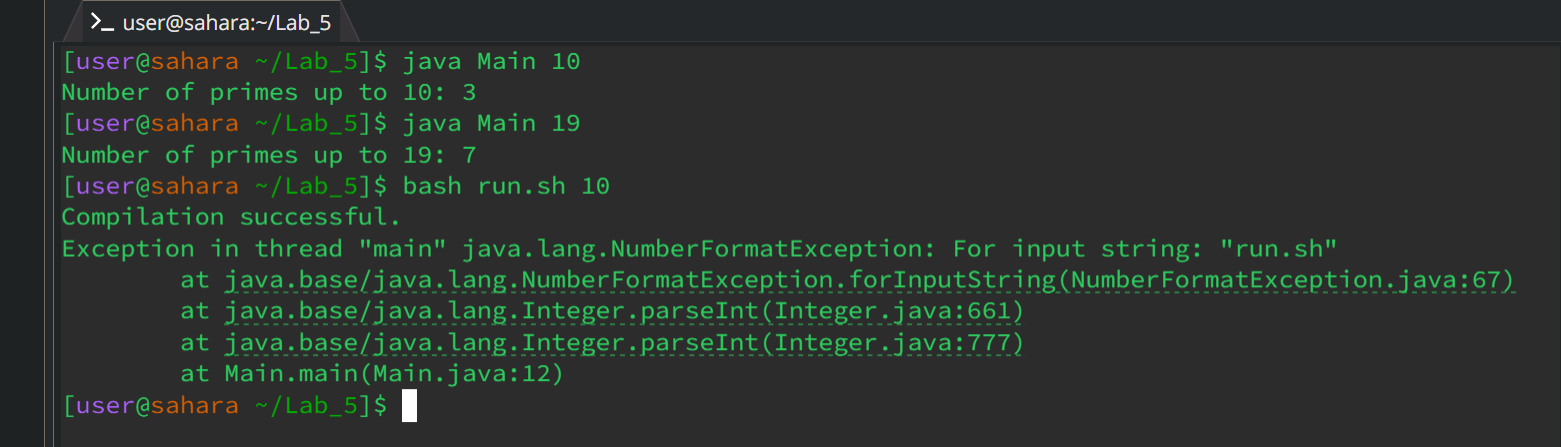 >_ user@sahara:~/Lab_5
[user@sahara ~/Lab_5]$ java Main 10
Number of primes up to 10: 3
[user@sahara ~/Lab_5]$ java Main 19
Number of primes up to 19: 7
[user@sahara ~/Lab_5]$ bash run.sh 10
Compilation successful.
Exception in thread "main" java.lang.NumberFormatException: For input string: "run.sh"
        at java.base/java.lang.NumberFormatException.forInputString(NumberFormatException.java:67)
        at java.base/java.lang.Integer.parseInt(Integer.java:661)
        at java.base/java.lang.Integer.parseInt(Integer.java:777)
        at Main.main(Main.java:12)
[user@sahara ~/Lab_5]$